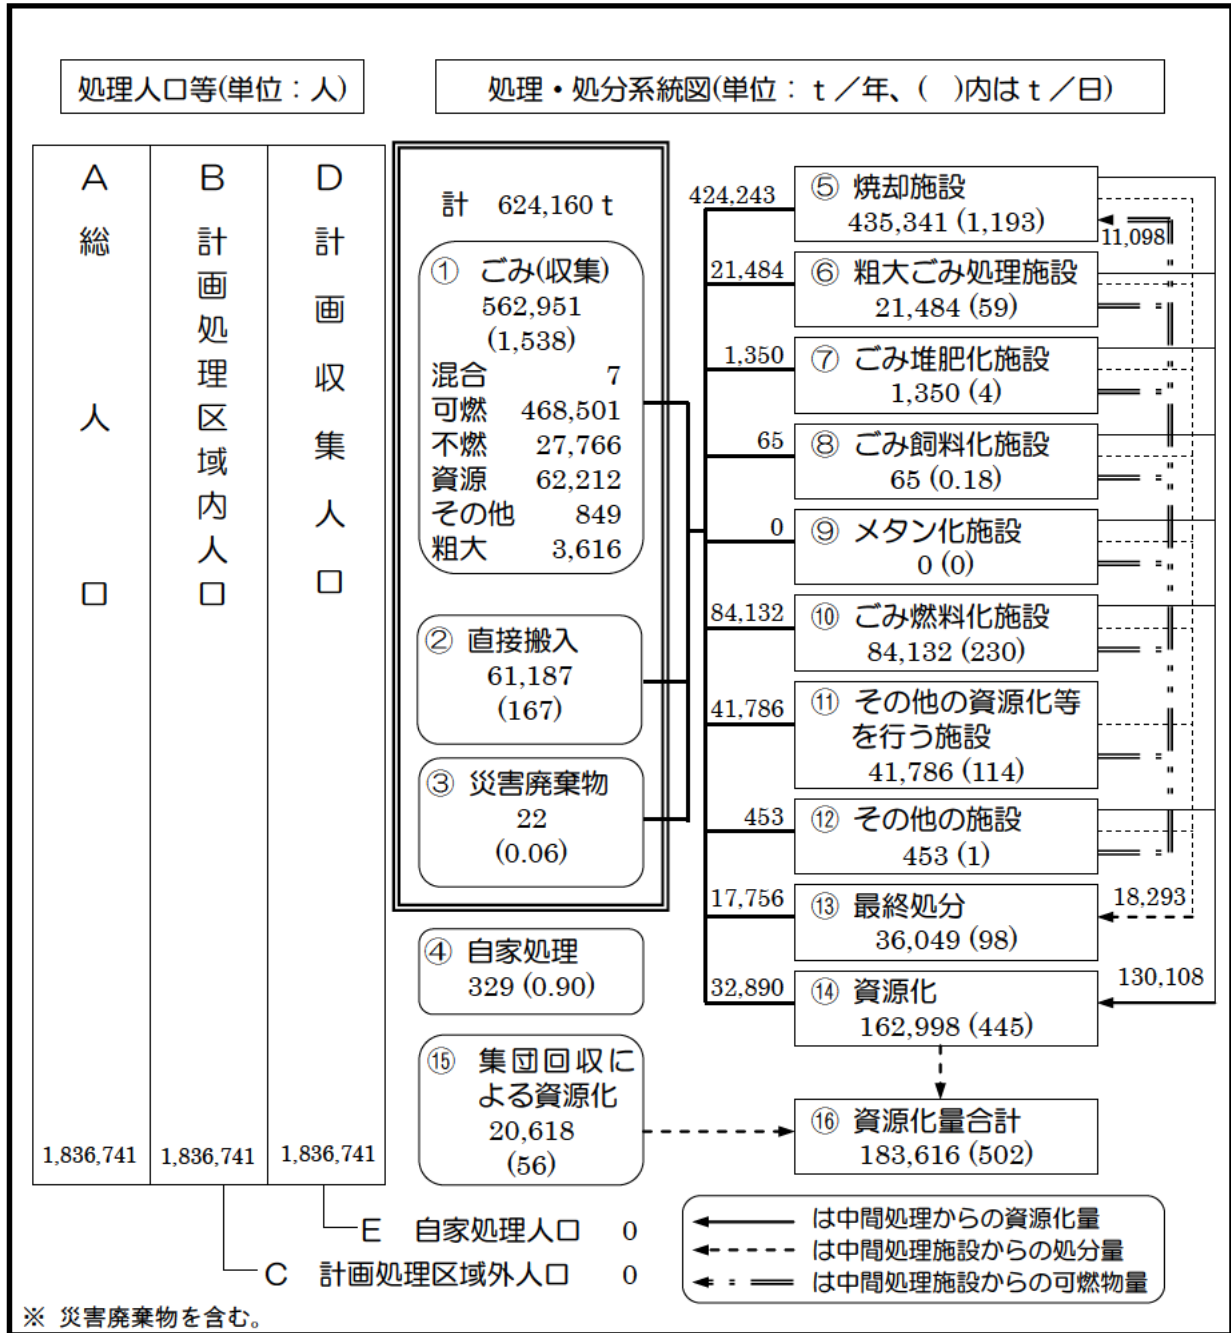 処理人口等(単位：人)
処理・処分系統図(単位：ｔ／年、( )内はｔ／日)
A 総人口
1,836,741
B 計画処理区域内人口
1,836,741
D 計画収集人口
1,836,741
E 自家処理人口 0
C 計画処理区域外人口 0
計 624,160ｔ
① ごみ(収集)
562,951
(1,538)
混合 7
可燃 468,501
不燃 27,766
資源 62,212
その他 849
粗大 3,616
② 直接搬入
61,187
(167)
③ 災害廃棄物
22
(0.06)
④ 自家処理
329 (0.90)
⑮ 集団回収に
よる資源化
20,618
(56)
424,243
⑤ 焼却施設
435,341 (1,193)
11,098
21,484
⑥ 粗大ごみ処理施設
21,484 (59)
1,350
⑦ ごみ堆肥化施設
1,350 (4)
65
⑧ ごみ飼料化施設
65 (0.18)
0
⑨ メタン化施設
0 (0)
84,132
⑩ ごみ燃料化施設
84,132 (230)
41,786
⑪ その他の資源化等
を行う施設
41,786 (114)
453
⑫ その他の施設
453 (1)
17,756
⑬ 最終処分
36,049 (98)
18,293
32,890
⑭ 資源化
162,998 (445)
130,108
⑯ 資源化量合計
183,616 (502)
は中間処理からの資源化量
は中間処理施設からの処分量
は中間処理施設からの可燃物量
※ 災害廃棄物を含む。